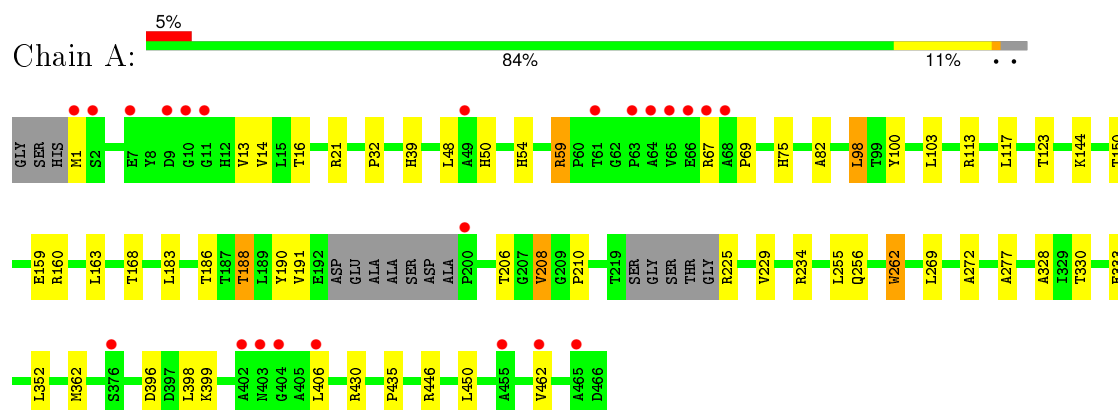 5%
Chain A:
84%
11%
GLY SER HIS M1 S2 E7 Y8 D9 G10 G11 H12 V13 V14 L15 T16 R21 P32 H39 L48 A49 H50 H54 R59 P60 T61 G62 P63 A64 V65 E66 R67 A68 P69 H75 A82 L98 T99 Y100 L103 R113 L117 T123 K144
E159 R160 L163 T168 L183 T186 T187 T188 L189 Y190 V191 E192 ASP GLU ALA ALA SER ASP ALA P200 T206 G207 V208 G209 P210 T219 SER GLY SER THR GLY R225 V229 R234 L255 Q256 W262 L269 A272 A277 A328 I329 T330
L352 M362 S376 D396 D397 L398 K399 A402 N403 G404 A405 L406 R430 P435 R446 L450 A455 V462 A465 D466